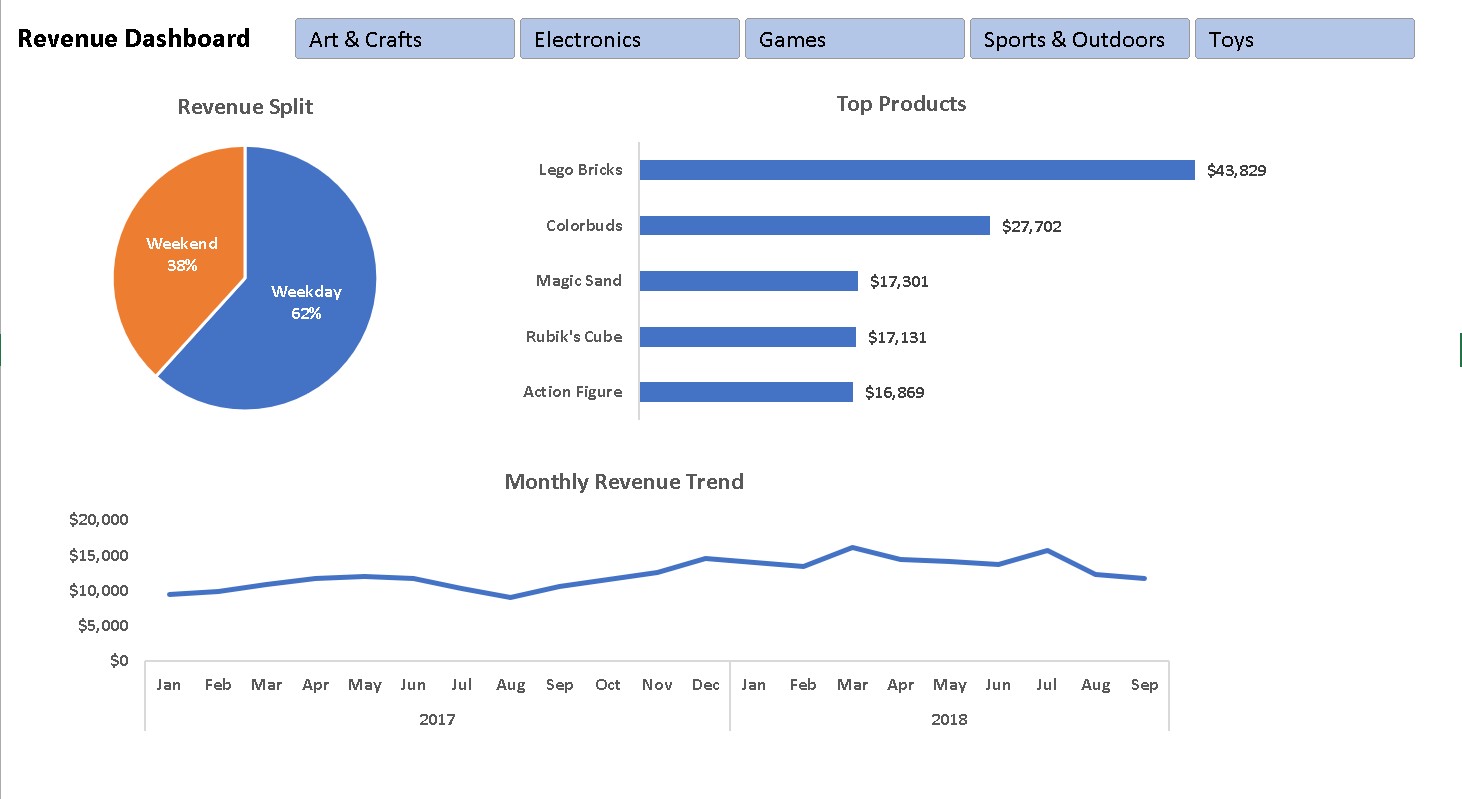 Revenue Dashboard
Art & Crafts
Electronics
Games
Sports & Outdoors
Toys
Revenue Split
Weekend
38%
Weekday
62%
Top Products
Lego Bricks $43,829
Colorbuds $27,702
Magic Sand $17,301
Rubik's Cube $17,131
Action Figure $16,869
Monthly Revenue Trend
$20,000
$15,000
$10,000
$5,000
$0
Jan Feb Mar Apr May Jun Jul Aug Sep Oct Nov Dec Jan Feb Mar Apr May Jun Jul Aug Sep
2017 2018